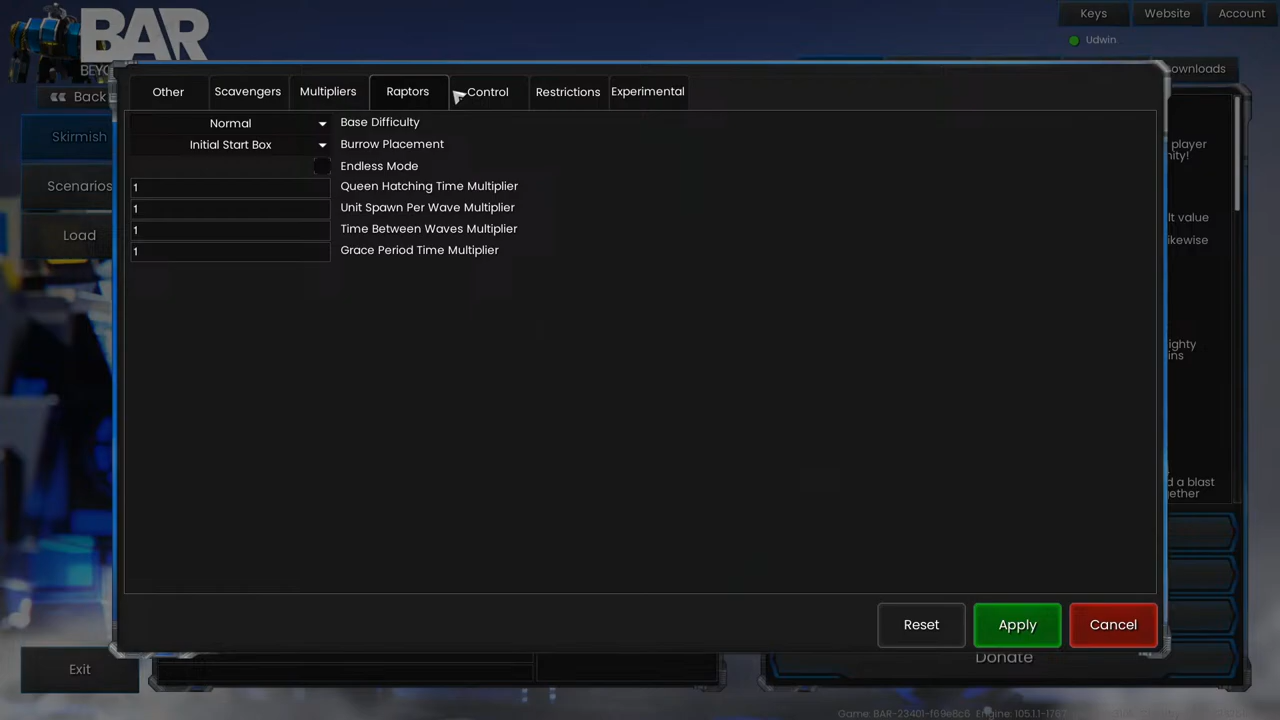 BAR
Keys
Website
Account
Udwin
ownloads
Back
Other
Scavengers
Multipliers
Raptors
Control
Restrictions
Experimental
Normal
Base Difficulty
Initial Start Box
Burrow Placement
Endless Mode
1
Queen Hatching Time Multiplier
1
Unit Spawn Per Wave Multiplier
1
Time Between Waves Multiplier
1
Grace Period Time Multiplier
Skirmish
Scenarios
Load
player
ity!
lt value
ikewise
ighty
ins
d a blast
ether
Reset
Apply
Cancel
Exit
Donate